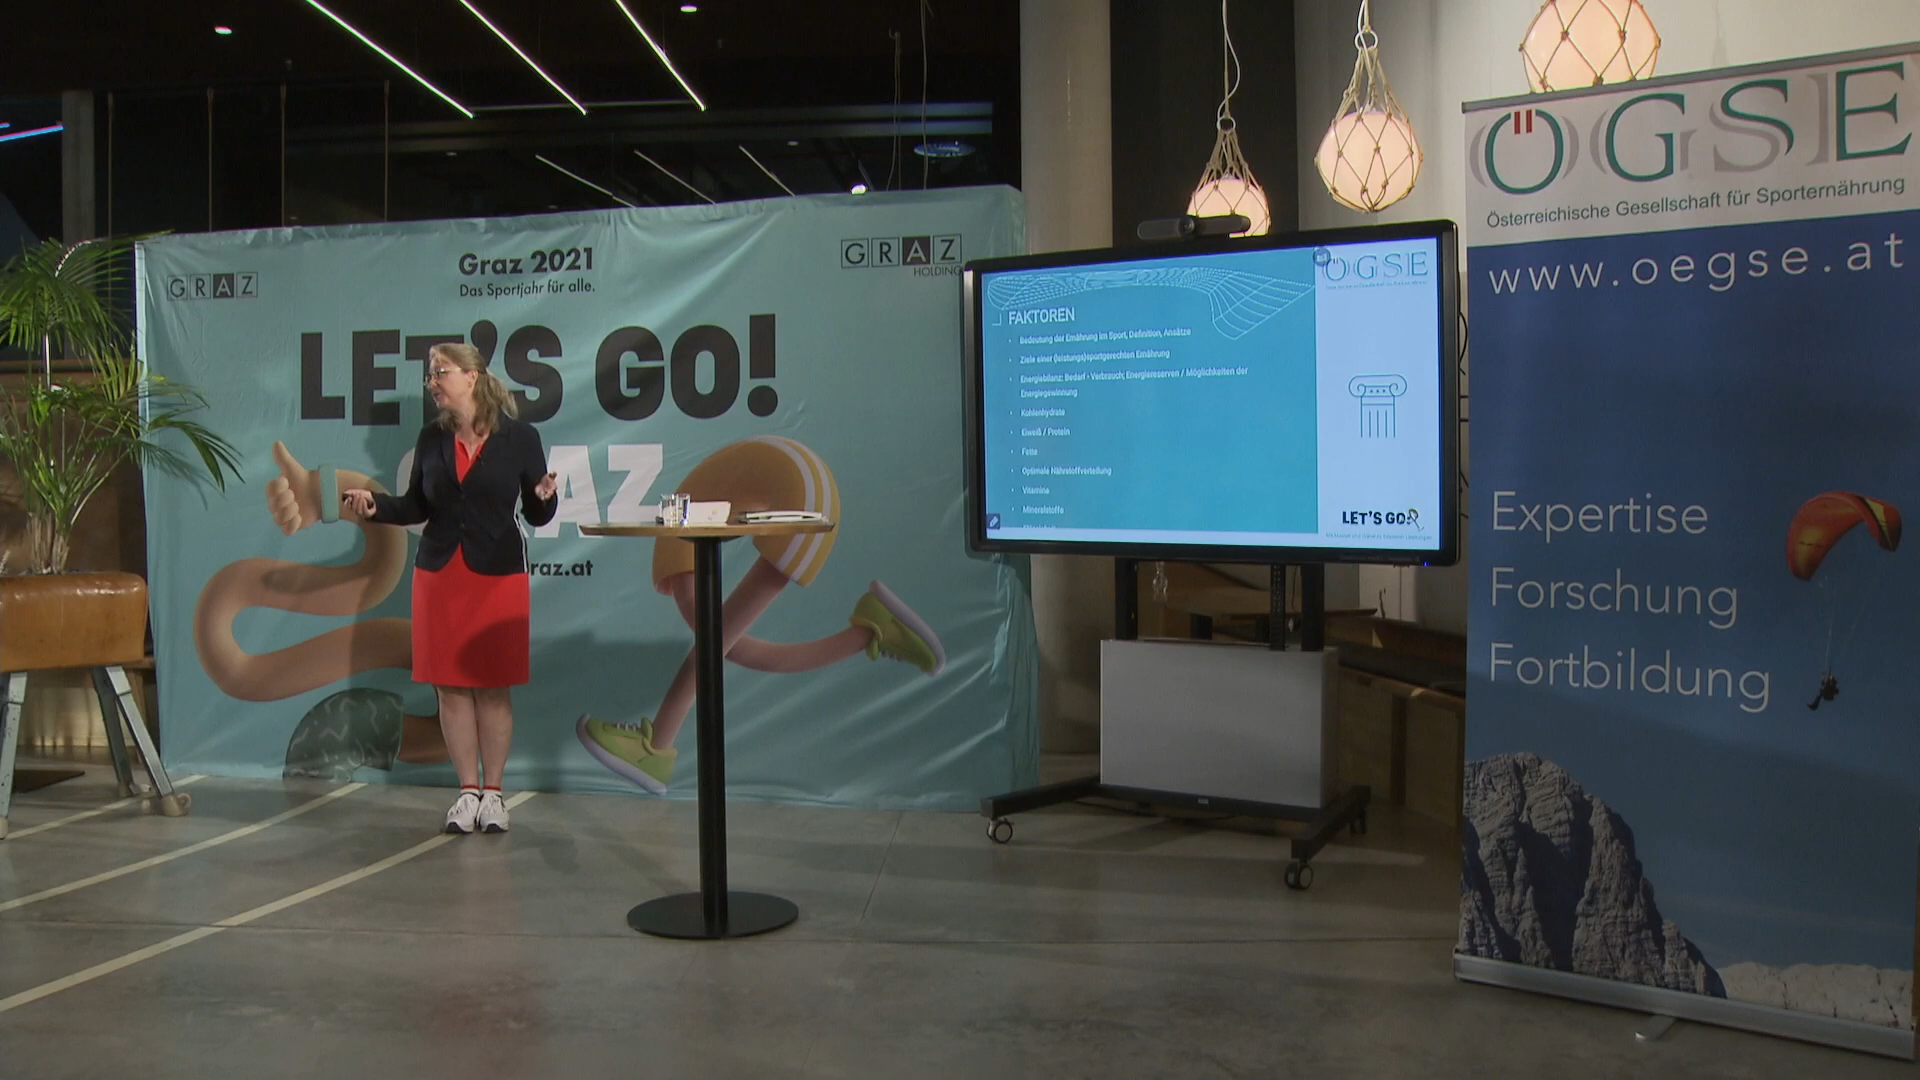 GRAZ
Graz 2021
Das Sportjahr für alle.
GRAZ
HOLDING
LET'S GO!
GRAZ
raz.at
ÖGSE
FAKTOREN
Bedeutung der Ernährung im Sport, Definition, Ansätze
Ziele einer (leistungs)sportgerechten Ernährung
Energiebilanz: Bedarf - Verbrauch; Energiereserven / Möglichkeiten der
Energiegewinnung
Kohlenhydrate
Eiweiß / Protein
Fette
Optimale Nährstoffverteilung
Vitamine
Mineralstoffe
LET'S GO!
ÖGSE
Österreichische Gesellschaft für Sporternährung
www.oegse.at
Expertise
Forschung
Fortbildung